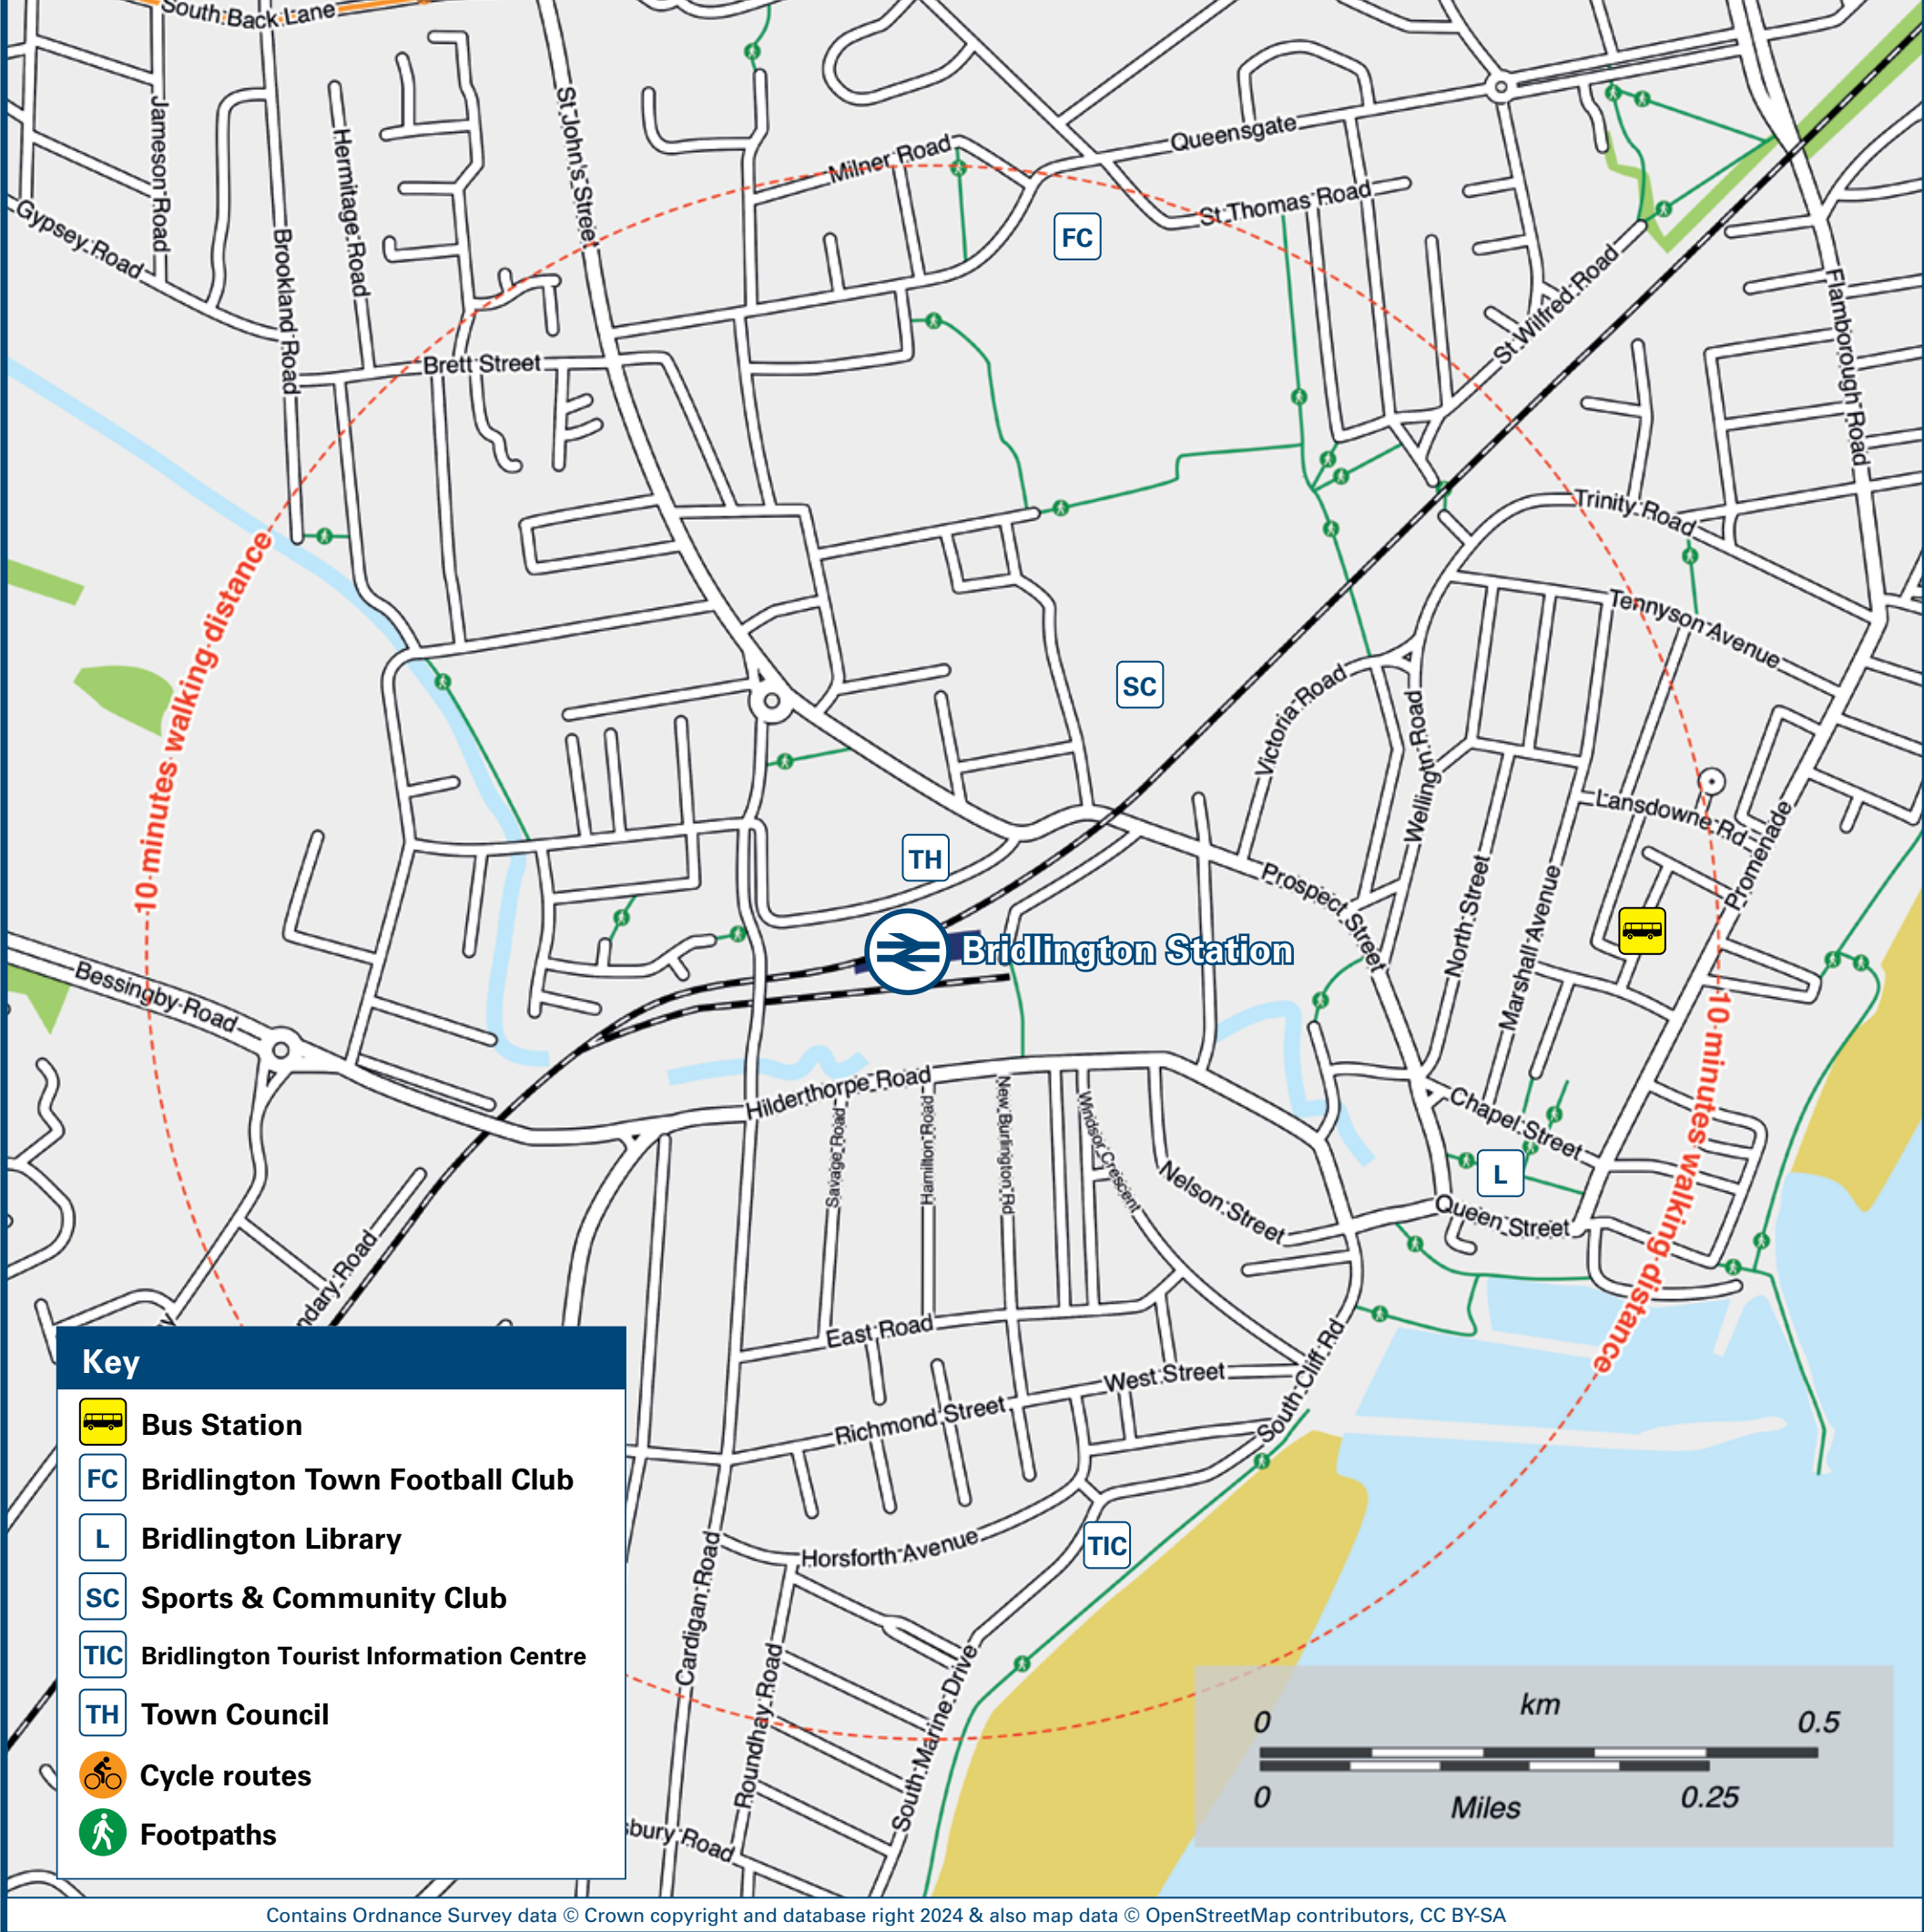 South Back Lane
Jameson Road
St John's Street
Hermitage Road
Queensgate
Milner Road
St Thomas Road
Gypsey Road
Brookland Road
FC
St Wilfred Road
Flamborough Road
Brett Street
Trinity Road
10 minutes walking distance
Tennyson Avenue
SC
Victoria Road
Wellingtn Road
Lansdowne Rd
Promenade
TH
Prospect Street
North Street
Marshall Avenue
Bridlington Station
Bessingby Road
10 minutes walking distance
Hilderthorpe Road
Savage Road
Hamilton Road
New Burlington Rd
Windsor Crescent
Chapel Street
L
Nelson Street
Queen Street
ndary Road
East Road
South Cliff Rd
West Street
Richmond Street
Horsforth Avenue
TIC
Cardigan Road
Roundhay Road
South Marine Drive
sbury Road
Key
Bus Station
FC Bridlington Town Football Club
L Bridlington Library
SC Sports & Community Club
TIC Bridlington Tourist Information Centre
TH Town Council
Cycle routes
Footpaths
km
0 0.5
0 0.25
Miles
Contains Ordnance Survey data © Crown copyright and database right 2024 & also map data © OpenStreetMap contributors, CC BY-SA